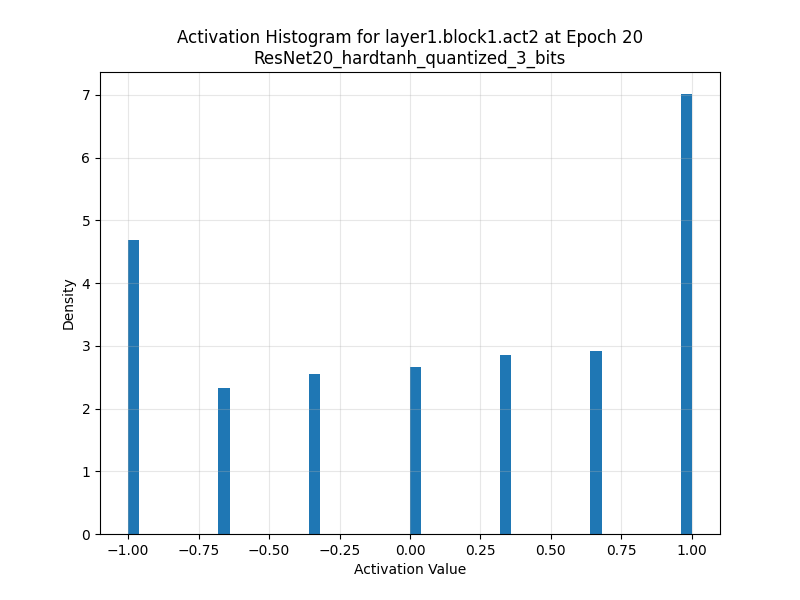 Activation Histogram for layer1.block1.act2 at Epoch 20
ResNet20_hardtanh_quantized_3_bits
7
6
5
4
3
2
1
0
Density
−1.00 −0.75 −0.50 −0.25 0.00 0.25 0.50 0.75 1.00
Activation Value